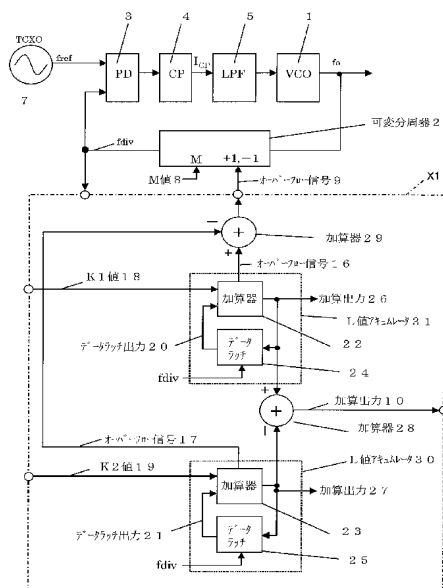 TCXO
7
fref
3
PD
4
CP
I_CP
5
LPF
1
VCO
fo
可変分周器2
fdiv
M
+1,-1
M値8
オーバーフロー信号9
X1
加算器29
−
+
+
オーバーフロー信号16
K1値18
加算器
加算出力26
L値アキュムレータ31
データラッチ出力20
22
データ
ラッチ
24
fdiv
+
加算出力10
+
−
加算器28
オーバーフロー信号17
K2値19
L値アキュムレータ30
加算器
加算出力27
データラッチ出力21
23
データ
ラッチ
25
fdiv